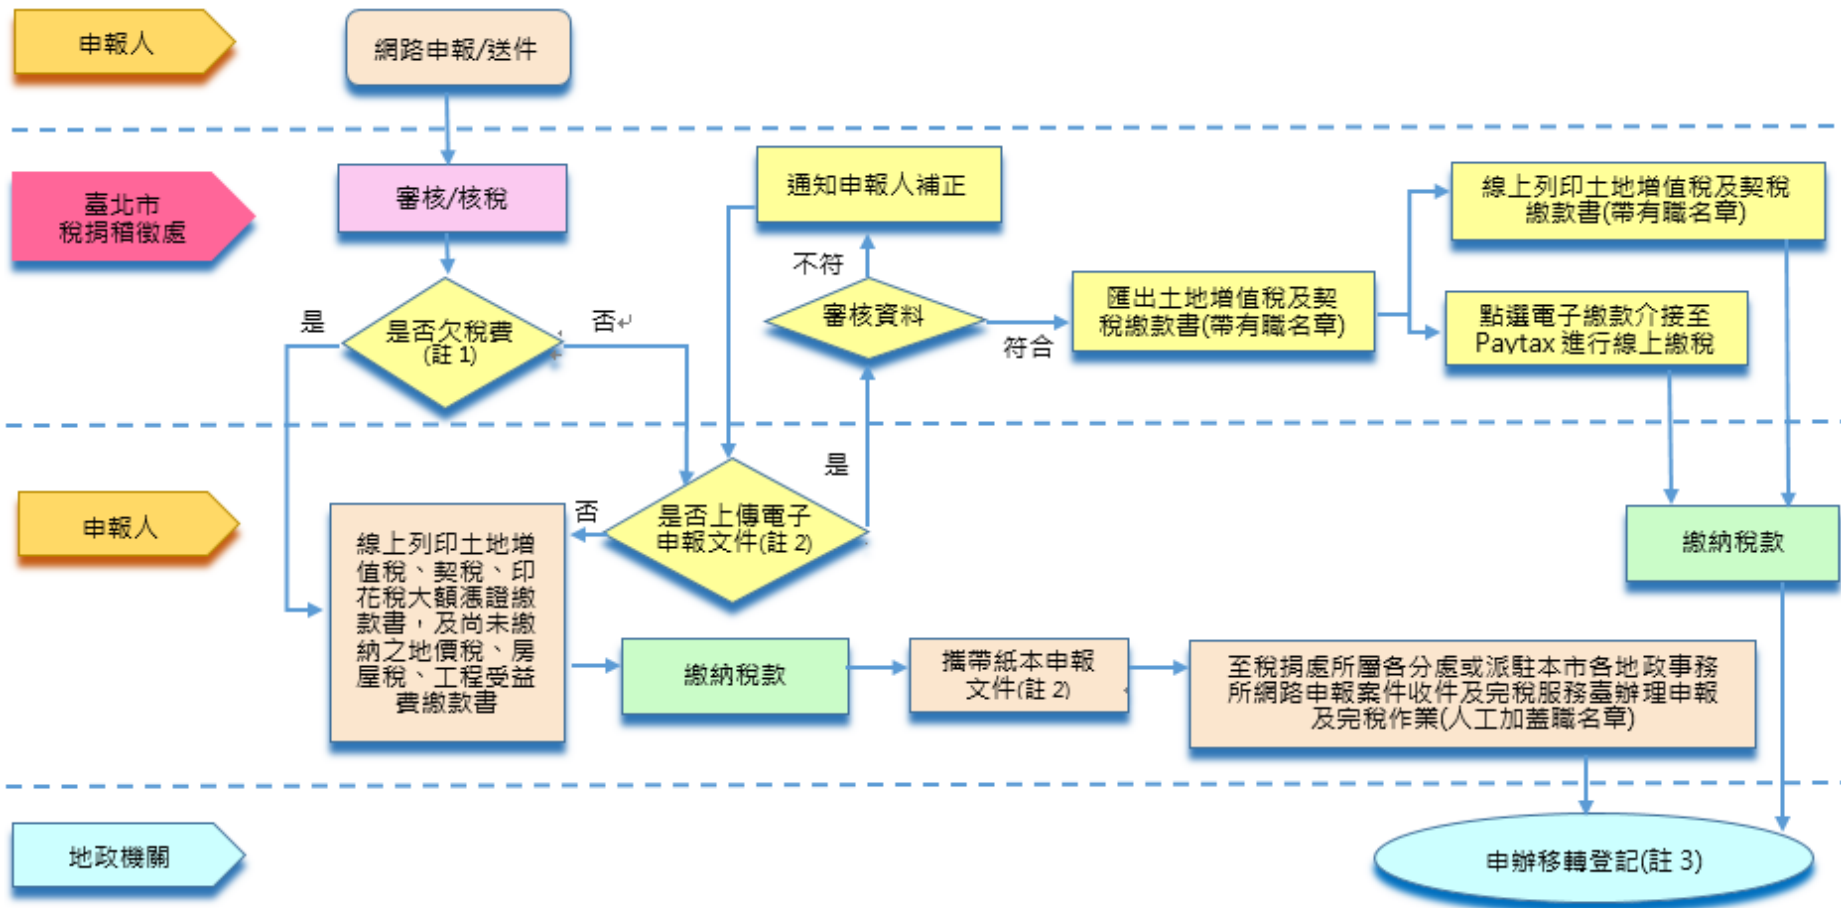 申報人
網路申報/送件
臺北市
稅捐稽徵處
審核/核稅
通知申報人補正
線上列印土地增值稅及契稅
繳款書(帶有職名章)
不符
審核資料
符合
匯出土地增值稅及契
稅繳款書(帶有職名章)
點選電子繳款介接至
Paytax 進行線上繳稅
是
是否欠稅費
(註 1)
否↵
申報人
是
否
是否上傳電子
申報文件(註 2)
繳納稅款
線上列印土地增
值稅、契稅、印
花稅大額憑證繳
款書，及尚未繳
納之地價稅、房
屋稅、工程受益
費繳款書
繳納稅款
攜帶紙本申報
文件(註 2)
至稅捐處所屬各分處或派駐本市各地政事務
所網路申報案件收件及完稅服務臺辦理申報
及完稅作業(人工加蓋職名章)
地政機關
申辦移轉登記(註 3)